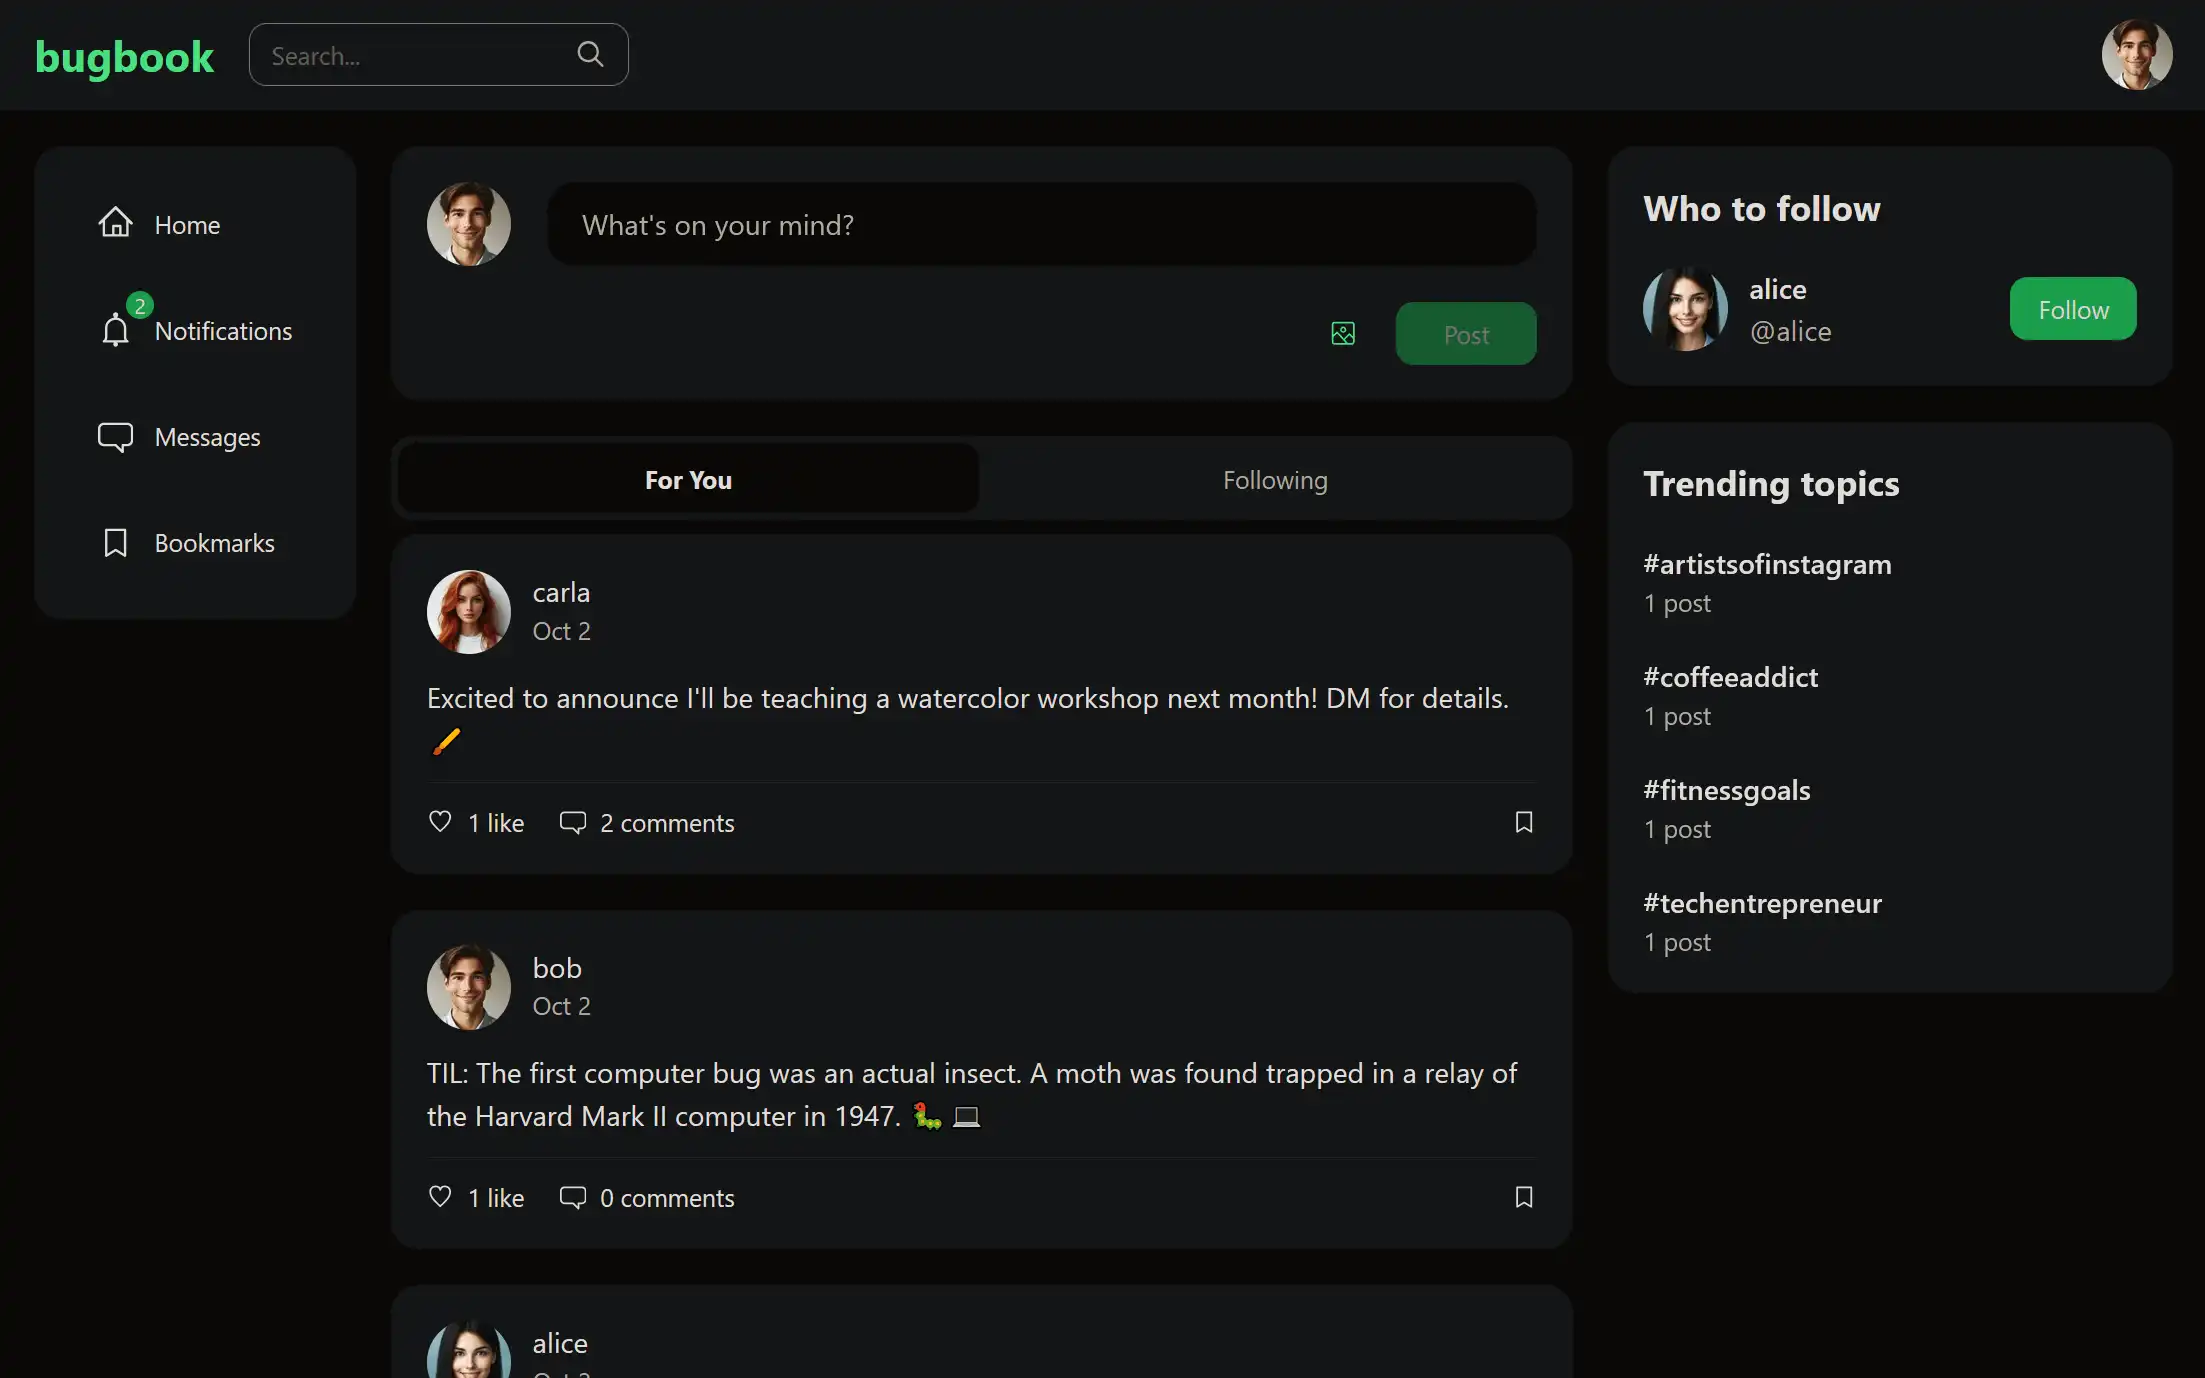 bugbook
Search...
Home
2
Notifications
Messages
Bookmarks
What's on your mind?
Post
For You
Following
carla
Oct 2
Excited to announce I'll be teaching a watercolor workshop next month! DM for details.
🖌️
1 like
2 comments
bob
Oct 2
TIL: The first computer bug was an actual insect. A moth was found trapped in a relay of
the Harvard Mark II computer in 1947. 🐛 💻
1 like
0 comments
alice
Who to follow
alice
@alice
Follow
Trending topics
#artistsofinstagram
1 post
#coffeeaddict
1 post
#fitnessgoals
1 post
#techentrepreneur
1 post